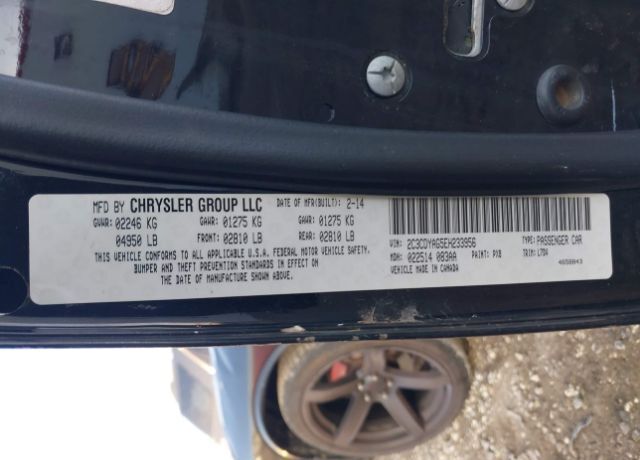 MFD BY CHRYSLER GROUP LLC DATE OF MFR(BUILT): 2-14
GVWR: 02246 KG GAWR: 01275 KG GAWR: 01275 KG
04950 LB FRONT: 02810 LB REAR: 02810 LB
THIS VEHICLE CONFORMS TO ALL APPLICABLE U.S.A. FEDERAL MOTOR VEHICLE SAFETY,
BUMPER AND THEFT PREVENTION STANDARDS IN EFFECT ON
THE DATE OF MANUFACTURE SHOWN ABOVE.
VIN: 2C3CDYAG5EH233956 TYPE: PASSENGER CAR
MDH: 022514 083AA PAINT: PX8 TRIM: L7DA
VEHICLE MADE IN CANADA 4658843